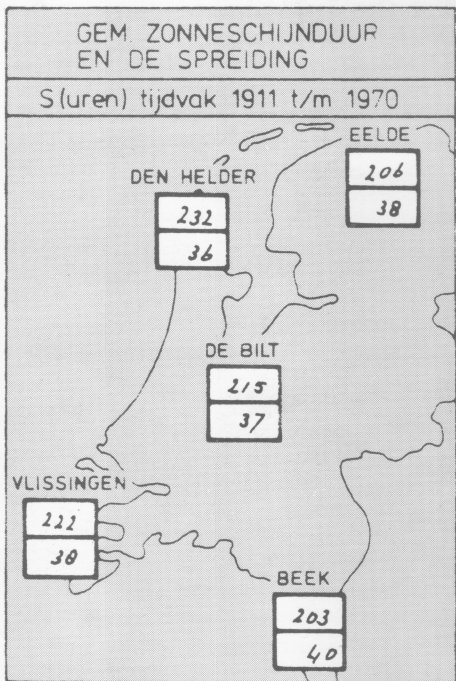 GEM. ZONNESCHIJNDUUR
EN DE SPREIDING
S(uren) tijdvak 1911 t/m 1970
EELDE
206
38
DEN HELDER
232
36
DE BILT
215
37
VLISSINGEN
222
38
BEEK
203
40